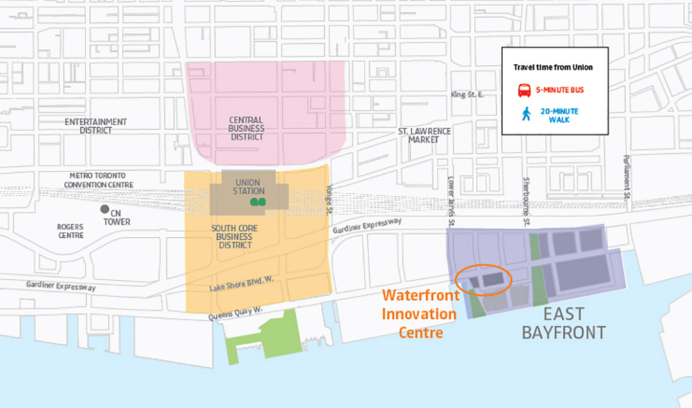 Travel time from Union
5-MINUTE BUS
20-MINUTE
WALK
King St. E.
ENTERTAINMENT
DISTRICT
CENTRAL
BUSINESS
DISTRICT
ST. LAWRENCE
MARKET
METRO TORONTO
CONVENTION CENTRE
UNION
STATION
Yonge St.
Lower Jarvis St.
Sherbourne St.
Parliament St.
CN
TOWER
ROGERS
CENTRE
SOUTH CORE
BUSINESS
DISTRICT
Gardiner Expressway
Gardiner Expressway
Lake Shore Blvd. W.
Queens Quay W.
Waterfront
Innovation
Centre
EAST
BAYFRONT